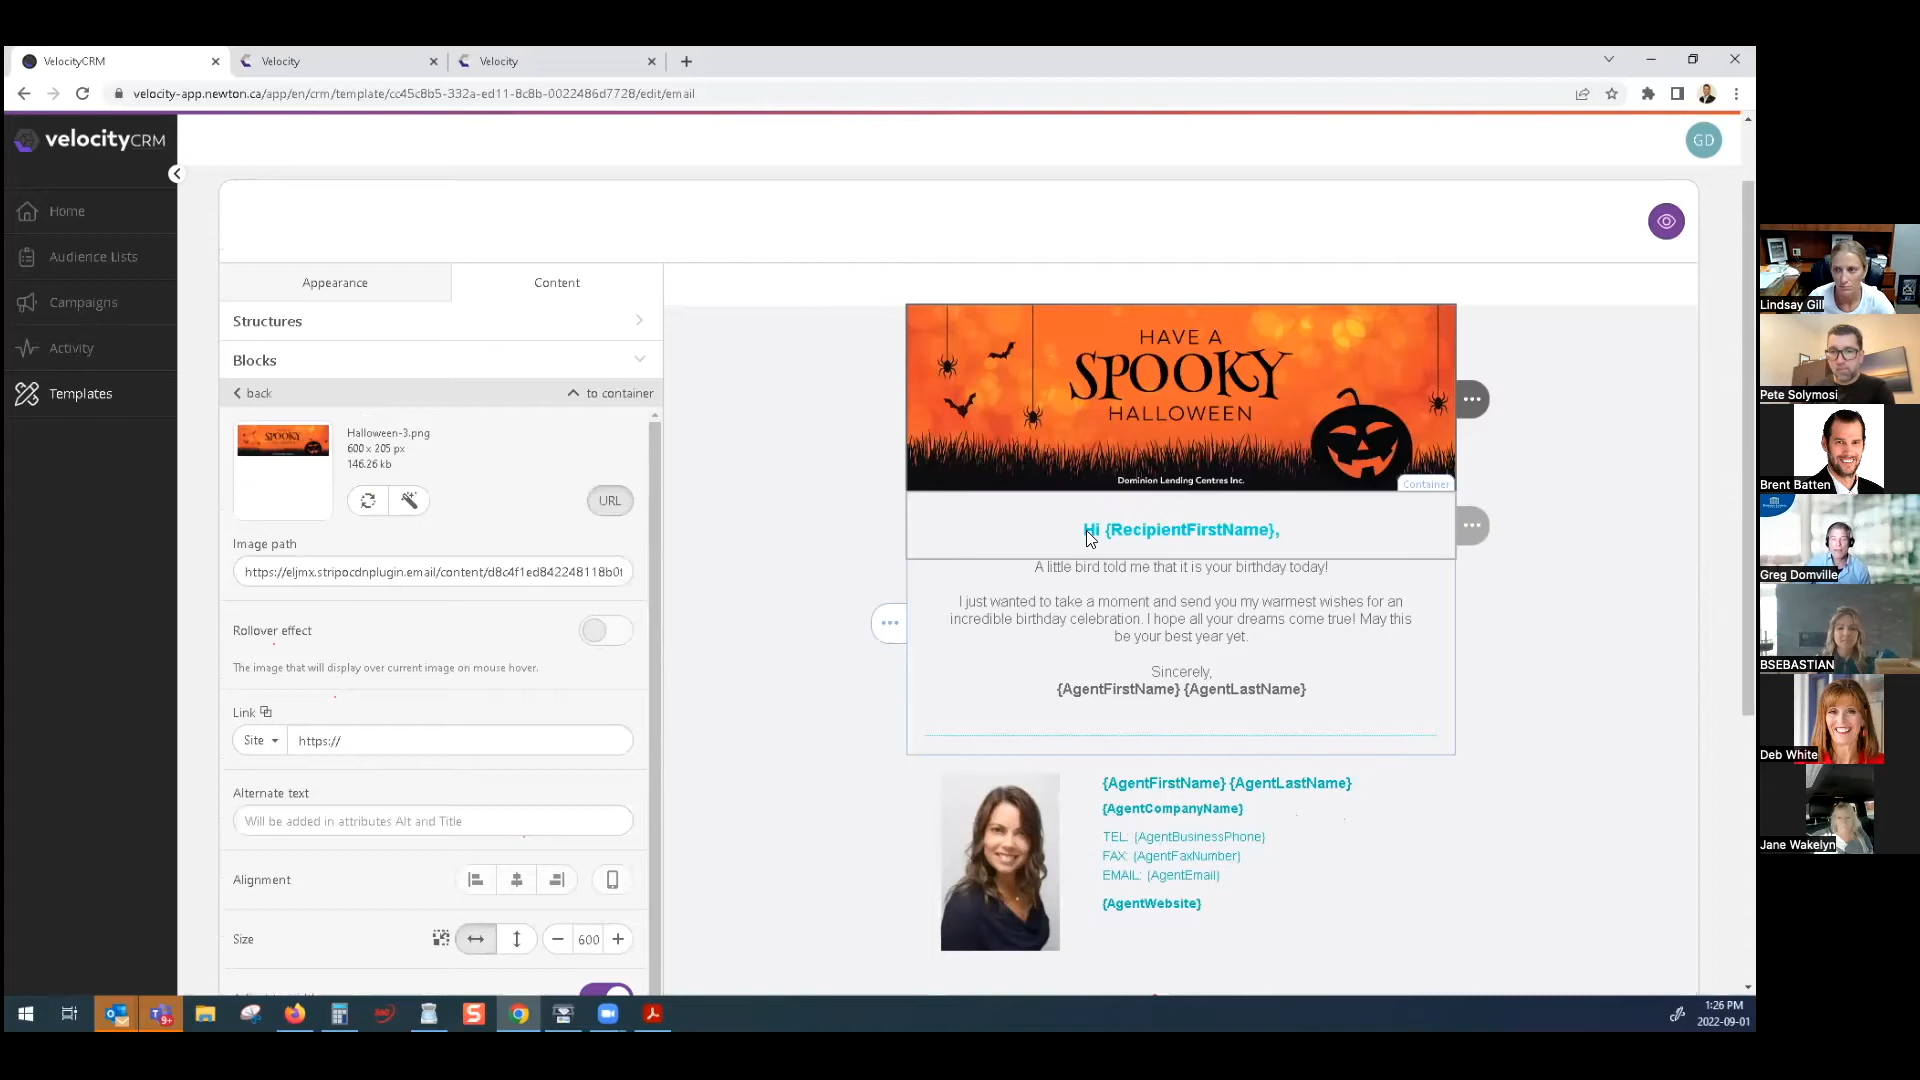 VelocityCRM
Velocity
Velocity
velocity-app.newton.ca/app/en/crm/template/cc45c8b5-332a-ed11-8c8b-0022486d7728/edit/email
velocityCRM
GD
Home
Audience Lists
Campaigns
Activity
Templates
Appearance
Content
Structures
Blocks
back
to container
SPOOKY
Halloween-3.png
600 x 205 px
146.26 kb
URL
Image path
https://eljmx.stripocdnplugin.email/content/d8c4f1ed842248118b0
Rollover effect
The image that will display over current image on mouse hover.
Link
Site
https://
Alternate text
Will be added in attributes Alt and Title
Alignment
Size
600
HAVE A
SPOOKY
HALLOWEEN
Dominion Lending Centres Inc.
Container
Hi {RecipientFirstName},
A little bird told me that it is your birthday today!
I just wanted to take a moment and send you my warmest wishes for an
incredible birthday celebration. I hope all your dreams come true! May this
be your best year yet.
Sincerely,
{AgentFirstName} {AgentLastName}
{AgentFirstName} {AgentLastName}
{AgentCompanyName}
TEL: {AgentBusinessPhone}
FAX: {AgentFaxNumber}
EMAIL: {AgentEmail}
{AgentWebsite}
Lindsay Gill
Pete Solymosi
Brent Batten
Greg Domville
BSEBASTIAN
Deb White
Jane Wakelyn
9+
1:26 PM
2022-09-01